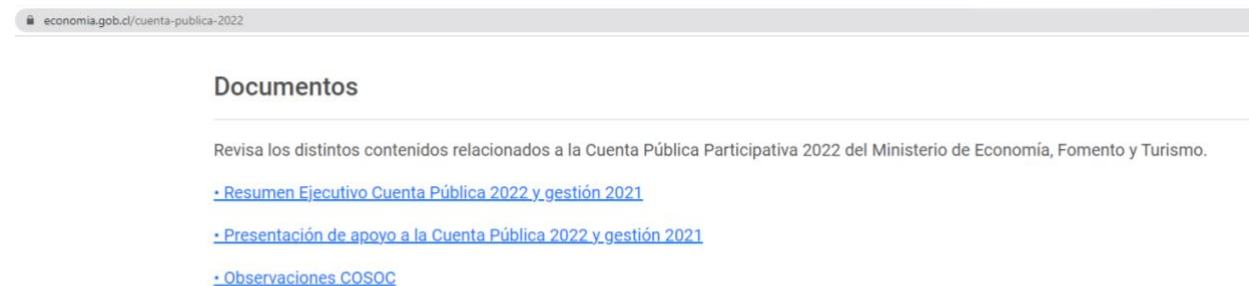 economia.gob.cl/cuenta-publica-2022
Documentos
Revisa los distintos contenidos relacionados a la Cuenta Pública Participativa 2022 del Ministerio de Economía, Fomento y Turismo.
• Resumen Ejecutivo Cuenta Pública 2022 y gestión 2021
• Presentación de apoyo a la Cuenta Pública 2022 y gestión 2021
• Observaciones COSOC